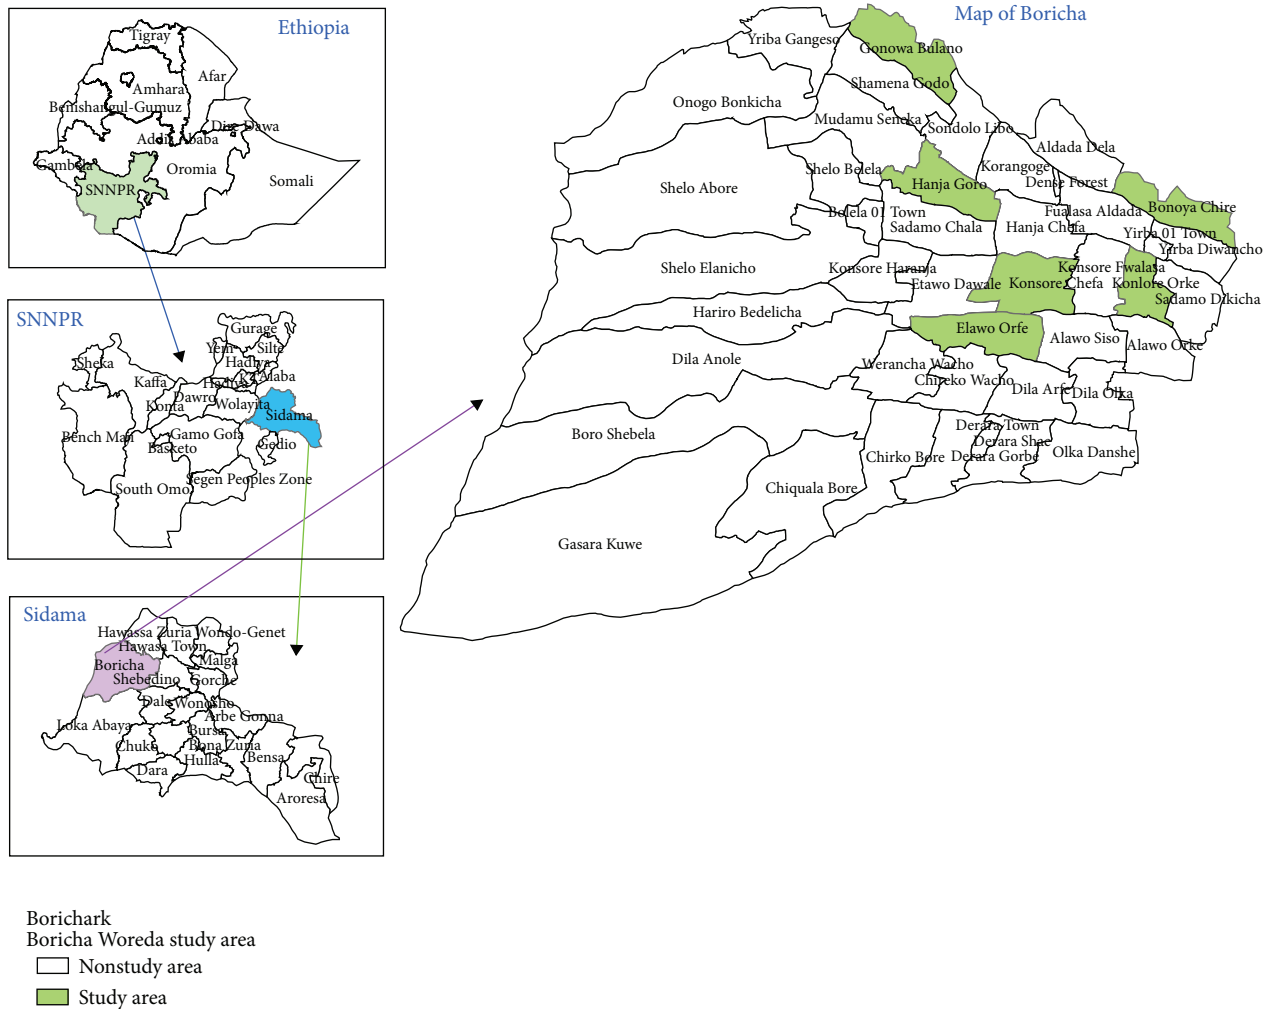 Ethiopia
Tigray
Afar
Amhara
Benishangul-Gumuz
Dire Dawa
Addis Ababa
Gambela
Oromia
SNNPR
Somali
SNNPR
Gurage
Yem
Silte
Sheka
Hadiya
Kaffa
Hadiya
KT
Alaba
Dawro
Konta
Wolayita
Sidama
Bench Maji
Gamo Gofa
Basketo
Gedio
Segen Peoples Zone
South Omo
Sidama
Hawassa Zuria
Wondo-Genet
Hawasa Town
Boricha
Malga
Shebedino
Gorche
Dale
Wonosho
Arbe Gonna
Loka Abaya
Bursa
Chuko
Bona Zuria
Hulla
Bensa
Dara
Chire
Aroresa
Map of Boricha
Yriba Gangeso
Gonowa Bulano
Shamena Godo
Onogo Bonkicha
Mudamu Seneka
Sondolo Libo
Aldada Dela
Shelo Belela
Korangoge
Hanja Goro
Dense Forest
Shelo Abore
Bolela 01 Town
Fualasa Aldada
Bonoya Chire
Sadamo Chala
Hanja Chefa
Yirba 01 Town
Yirba Diwancho
Shelo Elanicho
Konsore Haranja
Konsore Fwalasa
Etawo Dawale
Konsore Chefa
Konlore Orke
Sadamo Dikicha
Hariro Bedelicha
Elawo Orfe
Alawo Siso
Alawo Orke
Dila Anole
Werancha Wacho
Chireko Wacho
Dila Arfe
Dila Olka
Boro Shebela
Derara Town
Derara Shae
Chirko Bore
Derara Gorbe
Olka Danshe
Chiquala Bore
Gasara Kuwe
Borichark
Boricha Woreda study area
Nonstudy area
Study area